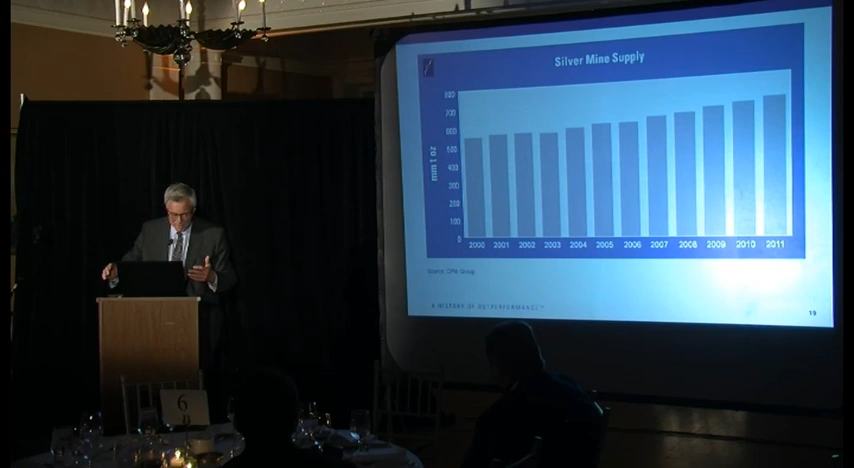 Silver Mine Supply
800
700
600
500
400
300
200
100
0
mm t oz
2000 2001 2002 2003 2004 2005 2006 2007 2008 2009 2010 2011
Source: CPM Group
A HISTORY OF OUTPERFORMANCE™
19
6